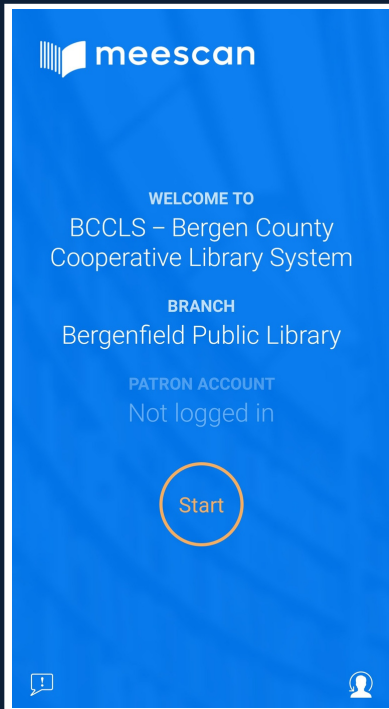 meescan
WELCOME TO
BCCLS – Bergen County
Cooperative Library System
BRANCH
Bergenfield Public Library
PATRON ACCOUNT
Not logged in
Start
!